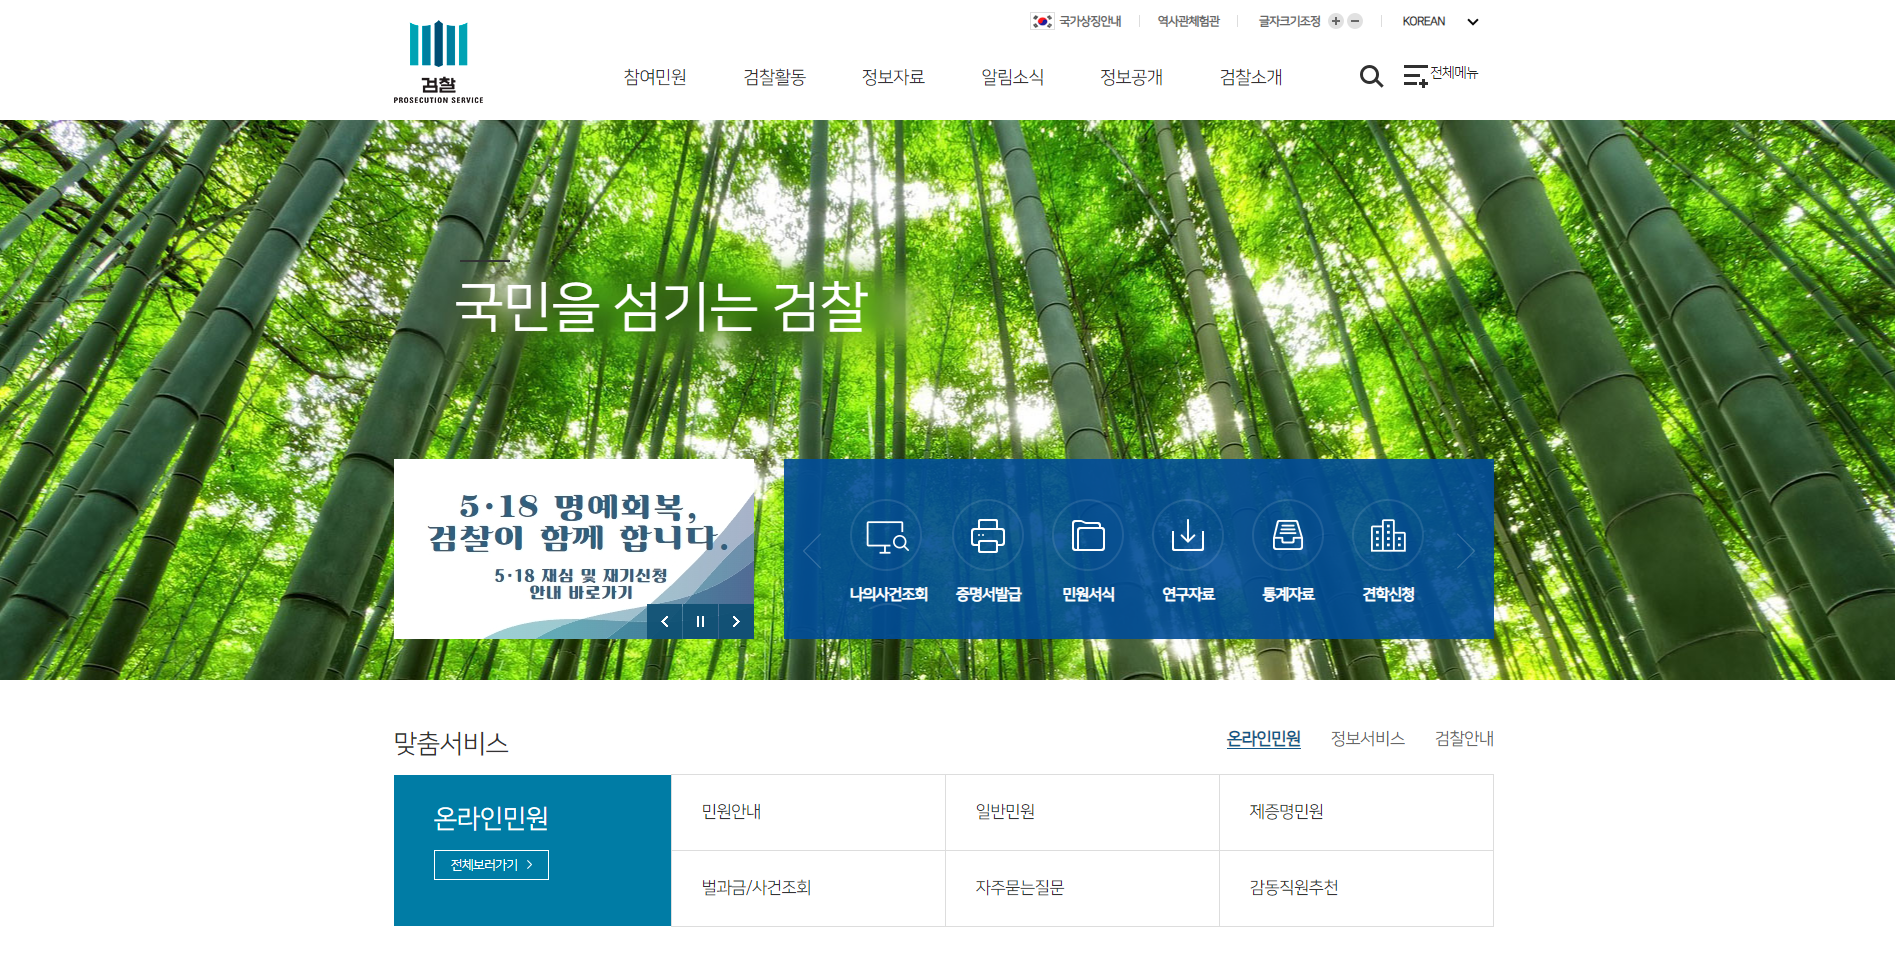 국가상징안내
역사관체험관
글자크기조정
KOREAN
검찰
PROSECUTION SERVICE
참여민원
검찰활동
정보자료
알림소식
정보공개
검찰소개
전체메뉴
국민을 섬기는 검찰
5·18 명예회복,
검찰이 함께 합니다.
5·18 재심 및 재기신청
안내 바로가기
나의사건조회
증명서발급
민원서식
연구자료
통계자료
견학신청
맞춤서비스
온라인민원
정보서비스
검찰안내
온라인민원
전체보러가기
민원안내
일반민원
제증명민원
벌과금/사건조회
자주묻는질문
감동직원추천